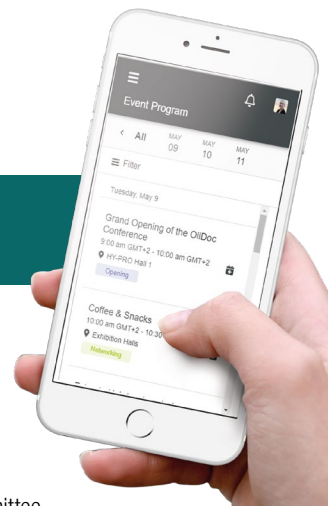 Event Program
All
MAY
09
MAY
10
MAY
11
Filter
Tuesday, May 9
Grand Opening of the OliDoc
Conference
9:00 am GMT+2 - 10:00 am GMT+2
HY-PRO Hall 1
Opening
Coffee & Snacks
10:00 am GMT+2 - 10:30
Exhibition Halls
Networking